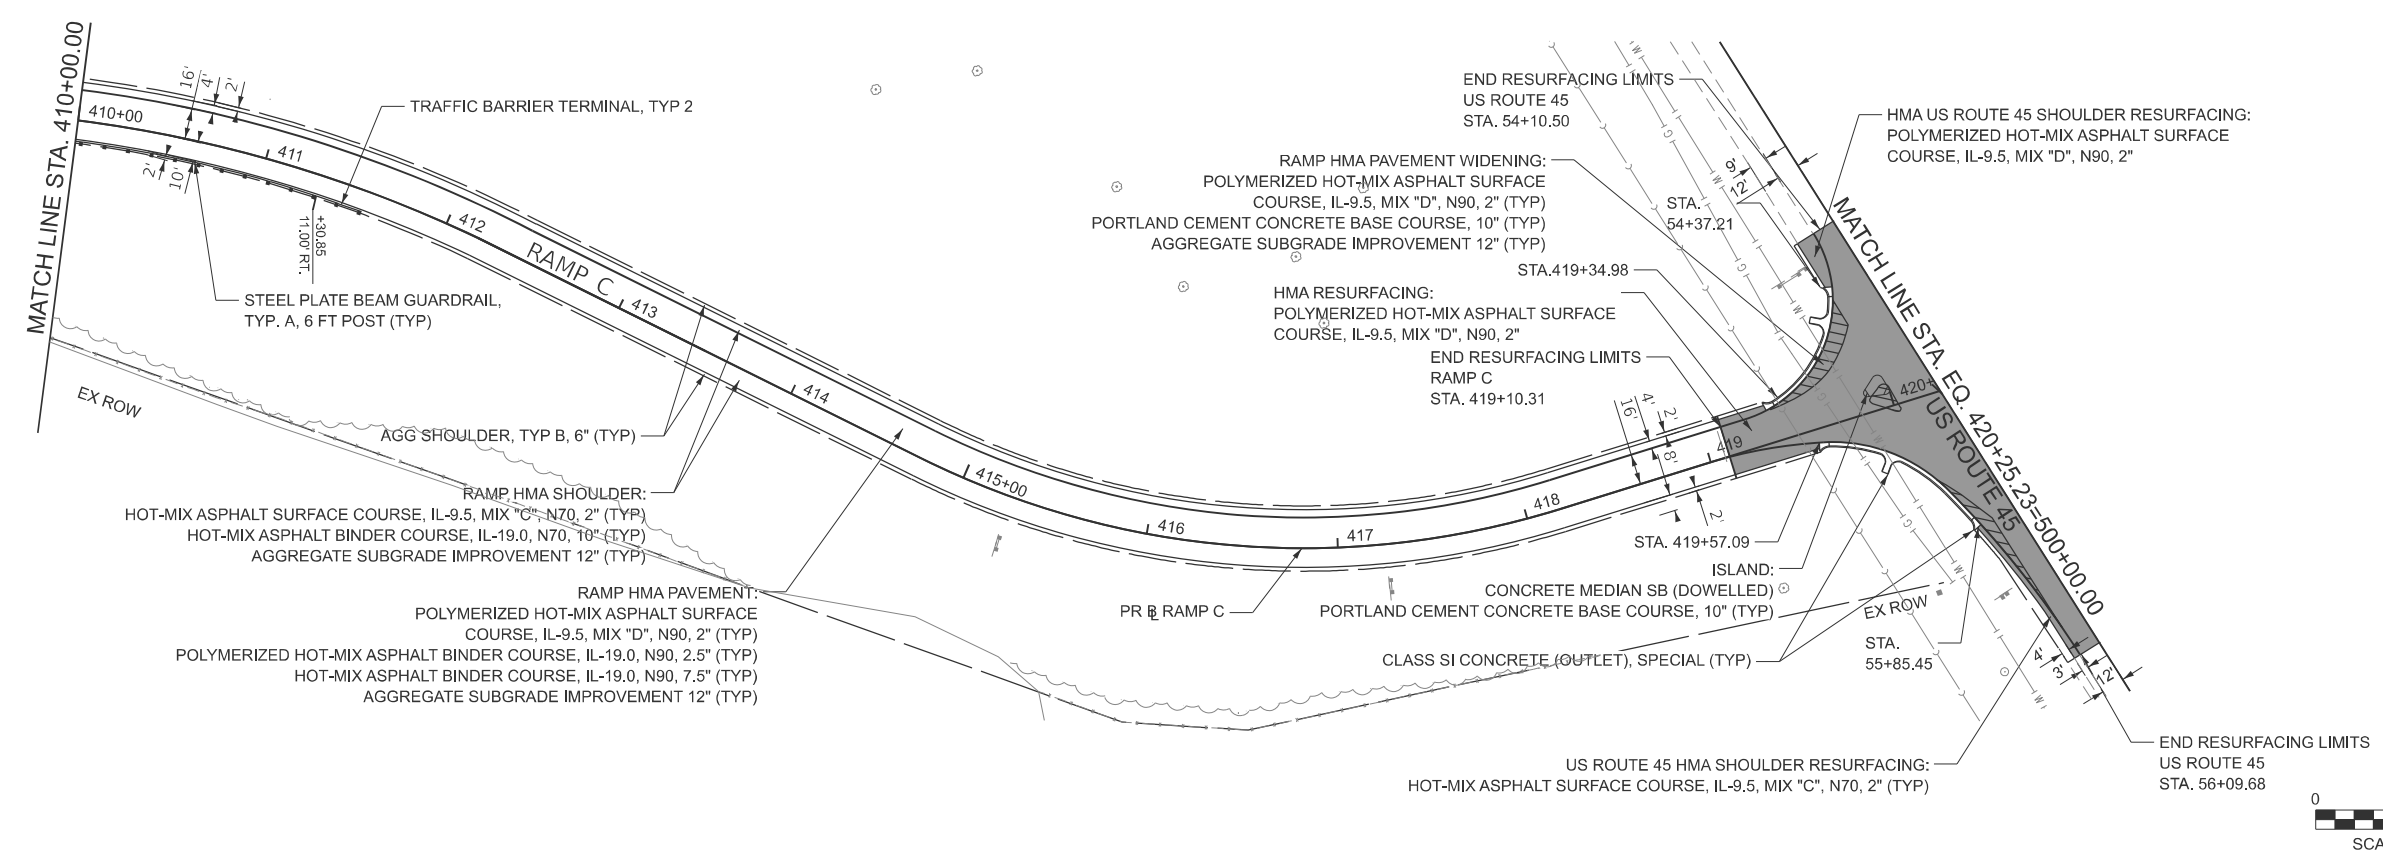 MATCH LINE STA. 410+00.00
16'
4'
2'
410+00
411
412
413
414
415+00
416
417
418
419
420+
2'
10'
TRAFFIC BARRIER TERMINAL, TYP 2
+30.85
11.00' RT.
STEEL PLATE BEAM GUARDRAIL,
TYP. A, 6 FT POST (TYP)
RAMP C
EX ROW
AGG SHOULDER, TYP B, 6" (TYP)
RAMP HMA SHOULDER:
HOT-MIX ASPHALT SURFACE COURSE, IL-9.5, MIX "C", N70, 2" (TYP)
HOT-MIX ASPHALT BINDER COURSE, IL-19.0, N70, 10" (TYP)
AGGREGATE SUBGRADE IMPROVEMENT 12" (TYP)
RAMP HMA PAVEMENT:
POLYMERIZED HOT-MIX ASPHALT SURFACE
COURSE, IL-9.5, MIX "D", N90, 2" (TYP)
POLYMERIZED HOT-MIX ASPHALT BINDER COURSE, IL-19.0, N90, 2.5" (TYP)
HOT-MIX ASPHALT BINDER COURSE, IL-19.0, N90, 7.5" (TYP)
AGGREGATE SUBGRADE IMPROVEMENT 12" (TYP)
END RESURFACING LIMITS
US ROUTE 45
STA. 54+10.50
RAMP HMA PAVEMENT WIDENING:
POLYMERIZED HOT-MIX ASPHALT SURFACE
COURSE, IL-9.5, MIX "D", N90, 2" (TYP)
PORTLAND CEMENT CONCRETE BASE COURSE, 10" (TYP)
AGGREGATE SUBGRADE IMPROVEMENT 12" (TYP)
STA.419+34.98
HMA RESURFACING:
POLYMERIZED HOT-MIX ASPHALT SURFACE
COURSE, IL-9.5, MIX "D", N90, 2"
END RESURFACING LIMITS
RAMP C
STA. 419+10.31
9'
12'
STA.
54+37.21
HMA US ROUTE 45 SHOULDER RESURFACING:
POLYMERIZED HOT-MIX ASPHALT SURFACE
COURSE, IL-9.5, MIX "D", N90, 2"
MATCH LINE STA. EQ. 420+25.23=500+00.00
US ROUTE 45
16'
4'
2'
8'
2'
STA. 419+57.09
ISLAND:
CONCRETE MEDIAN SB (DOWELLED)
PORTLAND CEMENT CONCRETE BASE COURSE, 10" (TYP)
PR BL RAMP C
CLASS SI CONCRETE (OUTLET), SPECIAL (TYP)
EX ROW
STA.
55+85.45
4'
3'
12'
US ROUTE 45 HMA SHOULDER RESURFACING:
HOT-MIX ASPHALT SURFACE COURSE, IL-9.5, MIX "C", N70, 2" (TYP)
END RESURFACING LIMITS
US ROUTE 45
STA. 56+09.68
0
SCA